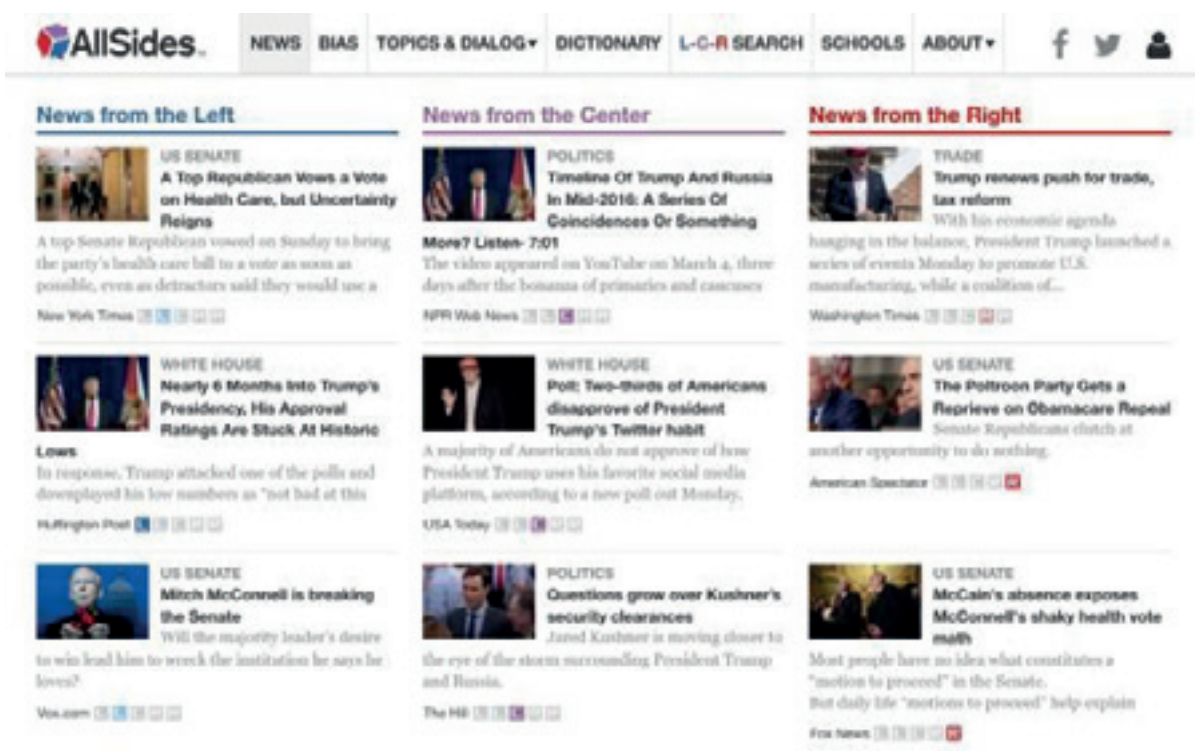 AllSides
NEWS BIAS TOPICS & DIALOG▾ DICTIONARY L-C-R SEARCH SCHOOLS ABOUT▾
News from the Left
US SENATE
A Top Republican Vows a Vote
on Health Care, but Uncertainty
Reigns
A top Senate Republican vowed on Sunday to bring
the party's health care bill to a vote as soon as
possible, even as detractors said they would use a
New York Times
WHITE HOUSE
Nearly 6 Months Into Trump's
Presidency, His Approval
Ratings Are Stuck At Historic
Lows
In response, Trump attacked one of the polls and
downplayed his low numbers as "not bad at this
Huffington Post
US SENATE
Mitch McConnell is breaking
the Senate
Will the majority leader's desire
to win lead him to wreck the institution he says he
loves?
Vox.com
News from the Center
POLITICS
Timeline Of Trump And Russia
In Mid-2016: A Series Of
Coincidences Or Something
More? Listen· 7:01
The video appeared on YouTube on March 4, three
days after the bonanza of primaries and caucuses
NPR Web News
WHITE HOUSE
Poll: Two-thirds of Americans
disapprove of President
Trump's Twitter habit
A majority of Americans do not approve of how
President Trump uses his favorite social media
platform, according to a new poll out Monday.
USA Today
POLITICS
Questions grow over Kushner's
security clearances
Jared Kushner is moving closer to
the eye of the storm surrounding President Trump
and Russia.
The Hill
News from the Right
TRADE
Trump renews push for trade,
tax reform
With his economic agenda
hanging in the balance, President Trump launched a
series of events Monday to promote U.S.
manufacturing, while a coalition of...
Washington Times
US SENATE
The Poltroon Party Gets a
Reprieve on Obamacare Repeal
Senate Republicans clutch at
another opportunity to do nothing.
American Spectator
US SENATE
McCain's absence exposes
McConnell's shaky health vote
math
Most people have no idea what constitutes a
"motion to proceed" in the Senate.
But daily life "motions to proceed" help explain
Fox News